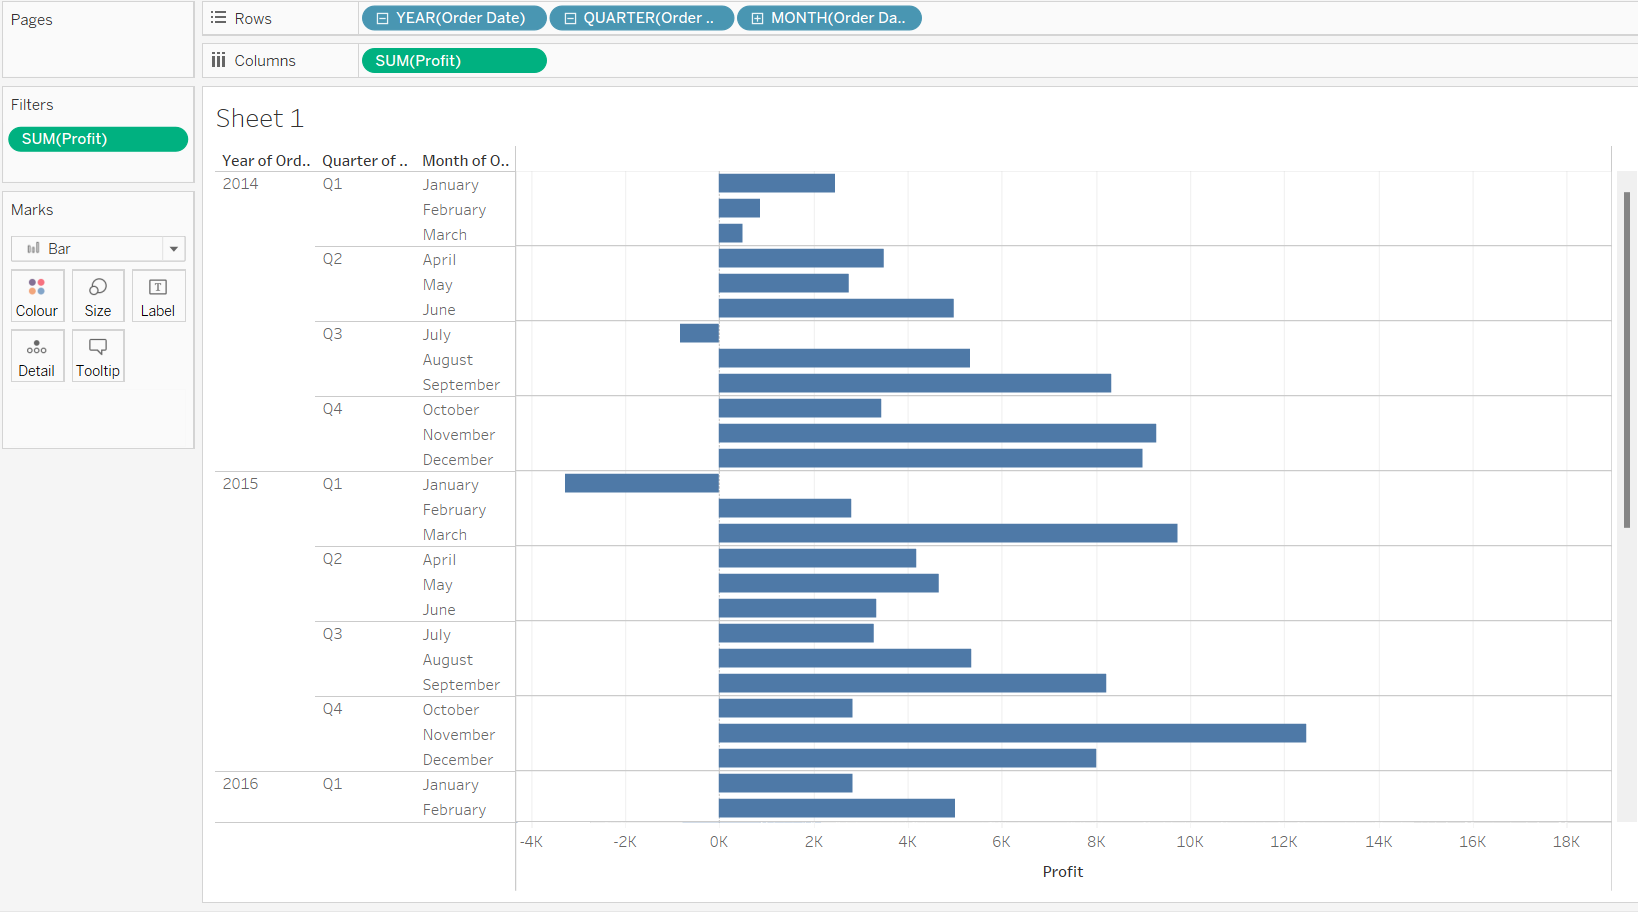 Pages
Rows
YEAR(Order Date)
QUARTER(Order ..
MONTH(Order Da..
Columns
SUM(Profit)
Filters
SUM(Profit)
Marks
Bar
Colour
Size
T
Label
Detail
Tooltip
Sheet 1
Year of Ord.. Quarter of .. Month of O..
2014 Q1 January
February
March
Q2 April
May
June
Q3 July
August
September
Q4 October
November
December
2015 Q1 January
February
March
Q2 April
May
June
Q3 July
August
September
Q4 October
November
December
2016 Q1 January
February
-4K -2K 0K 2K 4K 6K 8K 10K 12K 14K 16K 18K
Profit